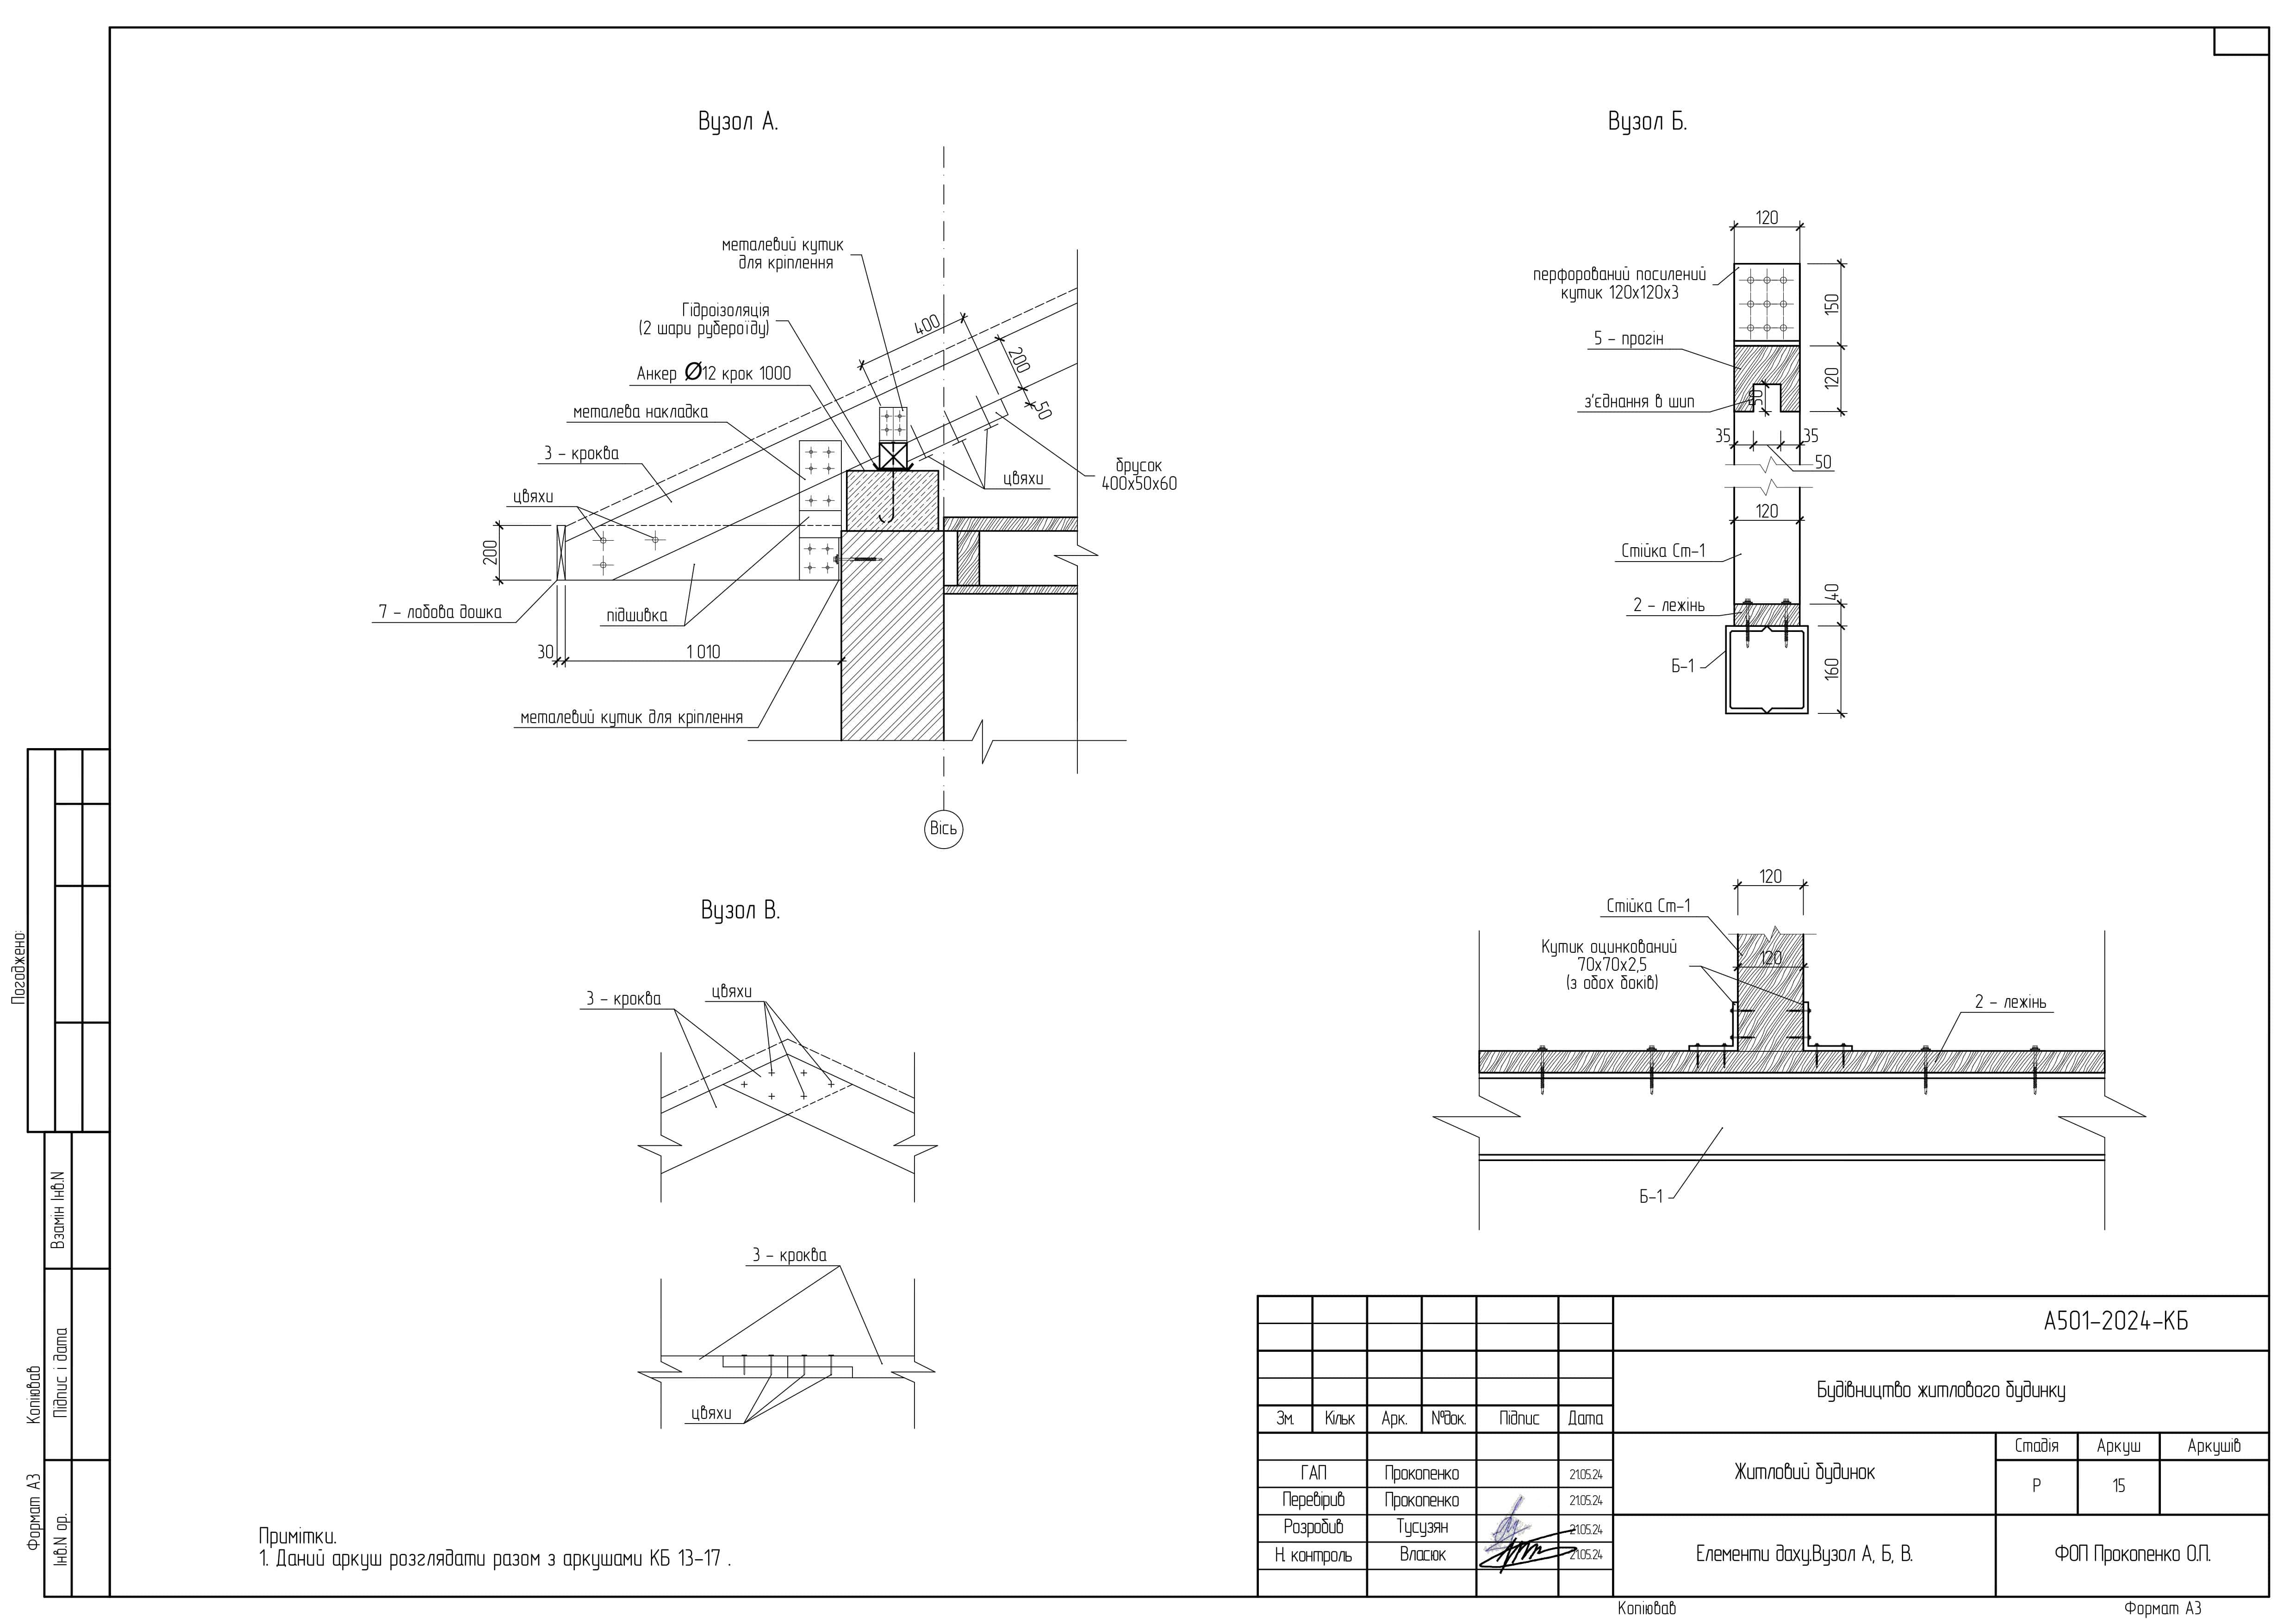 Вузол А.
металевий кутик
для кріплення
Гідроізоляція
(2 шари рубероїду)
Анкер Ø12 крок 1000
металева накладка
3 – кроква
цвяхи
200
7 – лобова дошка
підшивка
30
1 010
металевий кутик для кріплення
400
200
50
цвяхи
брусок
400х50х60
Вісь
Вузол Б.
120
перфорований посилений
кутик 120х120х3
150
5 – прогін
120
з'єднання в шип
50
35
35
50
120
Стійка Ст–1
40
2 – лежінь
Б–1
160
Вузол В.
3 – кроква
цвяхи
3 – кроква
цвяхи
120
Стійка Ст–1
Кутик оцинкований
70х70х2,5
(з обох боків)
120
2 – лежінь
Б–1
Примітки.
1. Даний аркуш розглядати разом з аркушами КБ 13–17 .
Погоджено:
Взамін Інв.N
Підпис і дата
Інв.N ор.
Копіював
Формат А3
А501–2024–КБ
Будівництво житлового будинку
Зм. Кільк Арк. №док. Підпис Дата
Житловий будинок
Стадія Аркуш Аркушів
Р 15
ГАП Прокопенко 21.05.24
Перевірив Прокопенко 21.05.24
Розробив Тусузян 21.05.24
Н. контроль Власюк 21.05.24
Елементи даху.Вузол А, Б, В.
ФОП Прокопенко О.П.
Копіював
Формат А3